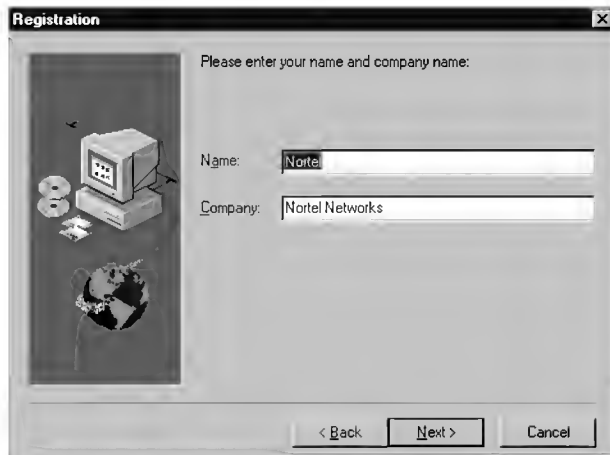 Registration
Please enter your name and company name:
Name: Nortel
Company: Nortel Networks
< Back Next > Cancel